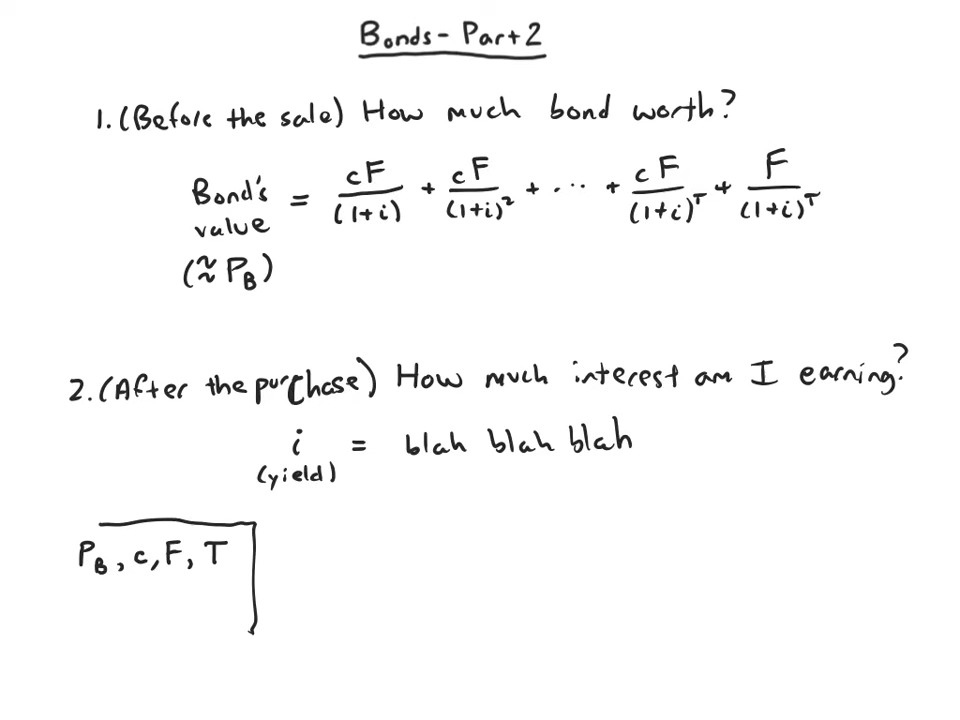 Bonds - Part 2
1. (Before the sale) How much bond worth?
Bond's value (≈ P_B) = cF/(1+i) + cF/(1+i)^2 + ... + cF/(1+i)^T + F/(1+i)^T
2. (After the purchase) How much interest am I earning?
i = blah blah blah
(yield)
P_B, c, F, T